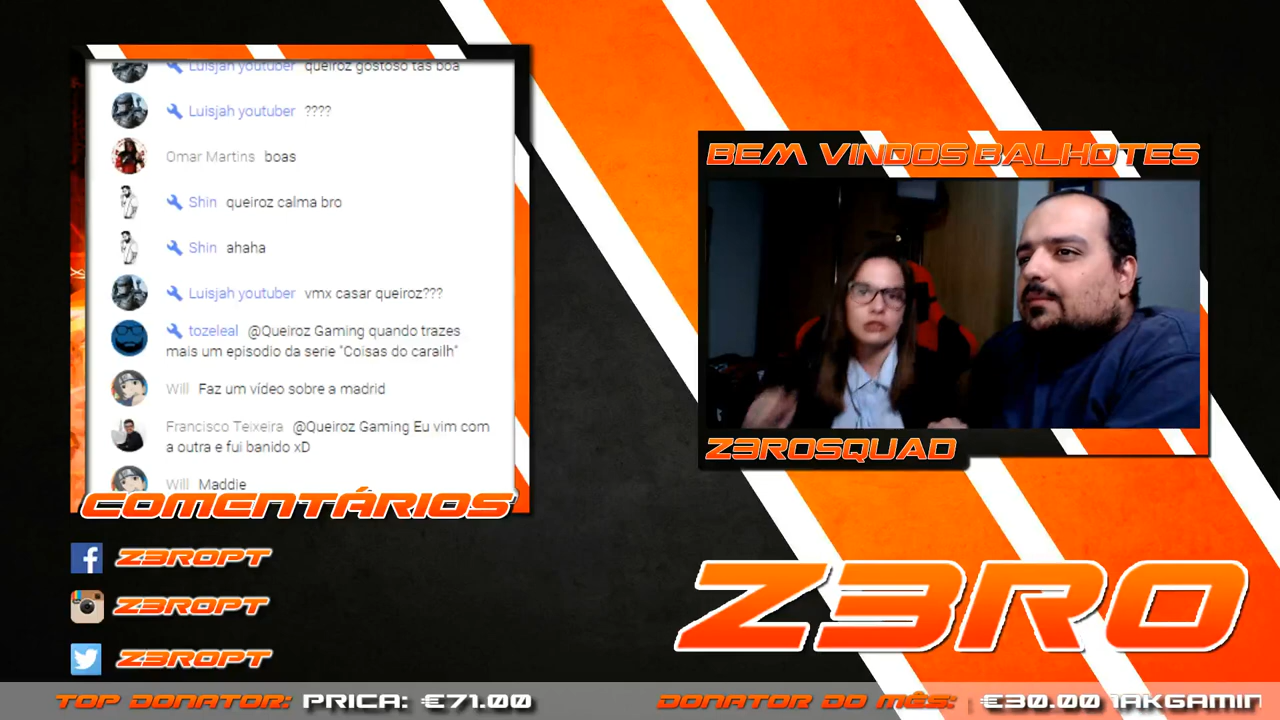 Luisjah youtuber queiroz gostoso tas boa
Luisjah youtuber ????
Omar Martins boas
Shin queiroz calma bro
Shin ahaha
Luisjah youtuber vmx casar queiroz???
tozeleal @Queiroz Gaming quando trazes
mais um episodio da serie "Coisas do carailh"
Will Faz um vídeo sobre a madrid
Francisco Teixeira @Queiroz Gaming Eu vim com
a outra e fui banido xD
Will Maddie
COMENTÁRIOS
Z3ROPT
Z3ROPT
Z3ROPT
BEM VINDOS BALHOTES
Z3ROSQUAD
Z3RO
TOP DONATOR: PRICA: €71.00
DONATOR DO MÊS: €30.00 1AKGAMIN